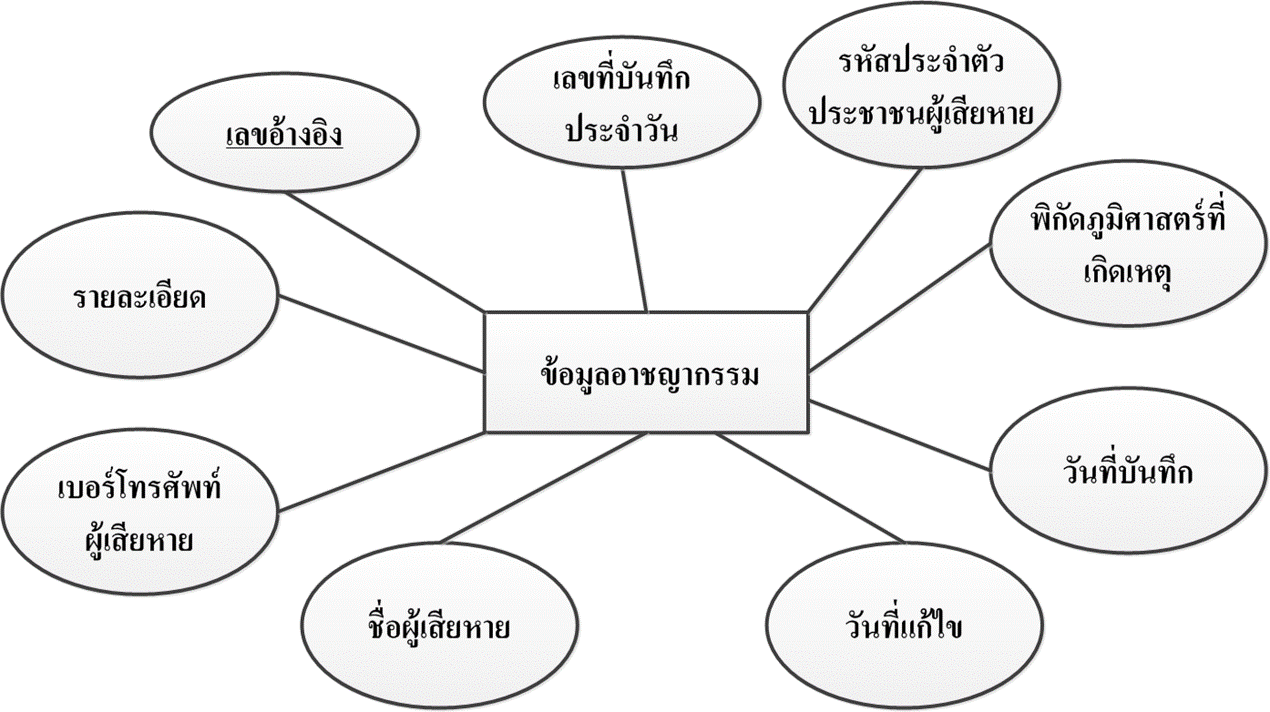 รหัสประจำตัว
ประชาชนผู้เสียหาย
เลขที่บันทึก
ประจำวัน
เลขอ้างอิง
พิกัดภูมิศาสตร์ที่
เกิดเหตุ
รายละเอียด
ข้อมูลอาชญากรรม
วันที่บันทึก
เบอร์โทรศัพท์
ผู้เสียหาย
ชื่อผู้เสียหาย
วันที่แก้ไข